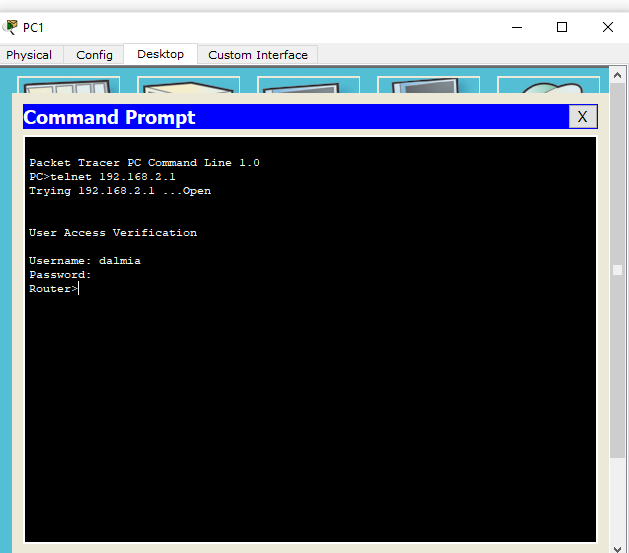 PC1
Physical Config Desktop Custom Interface
Command Prompt X
Packet Tracer PC Command Line 1.0
PC>telnet 192.168.2.1
Trying 192.168.2.1 ...Open
User Access Verification
Username: dalmia
Password:
Router>